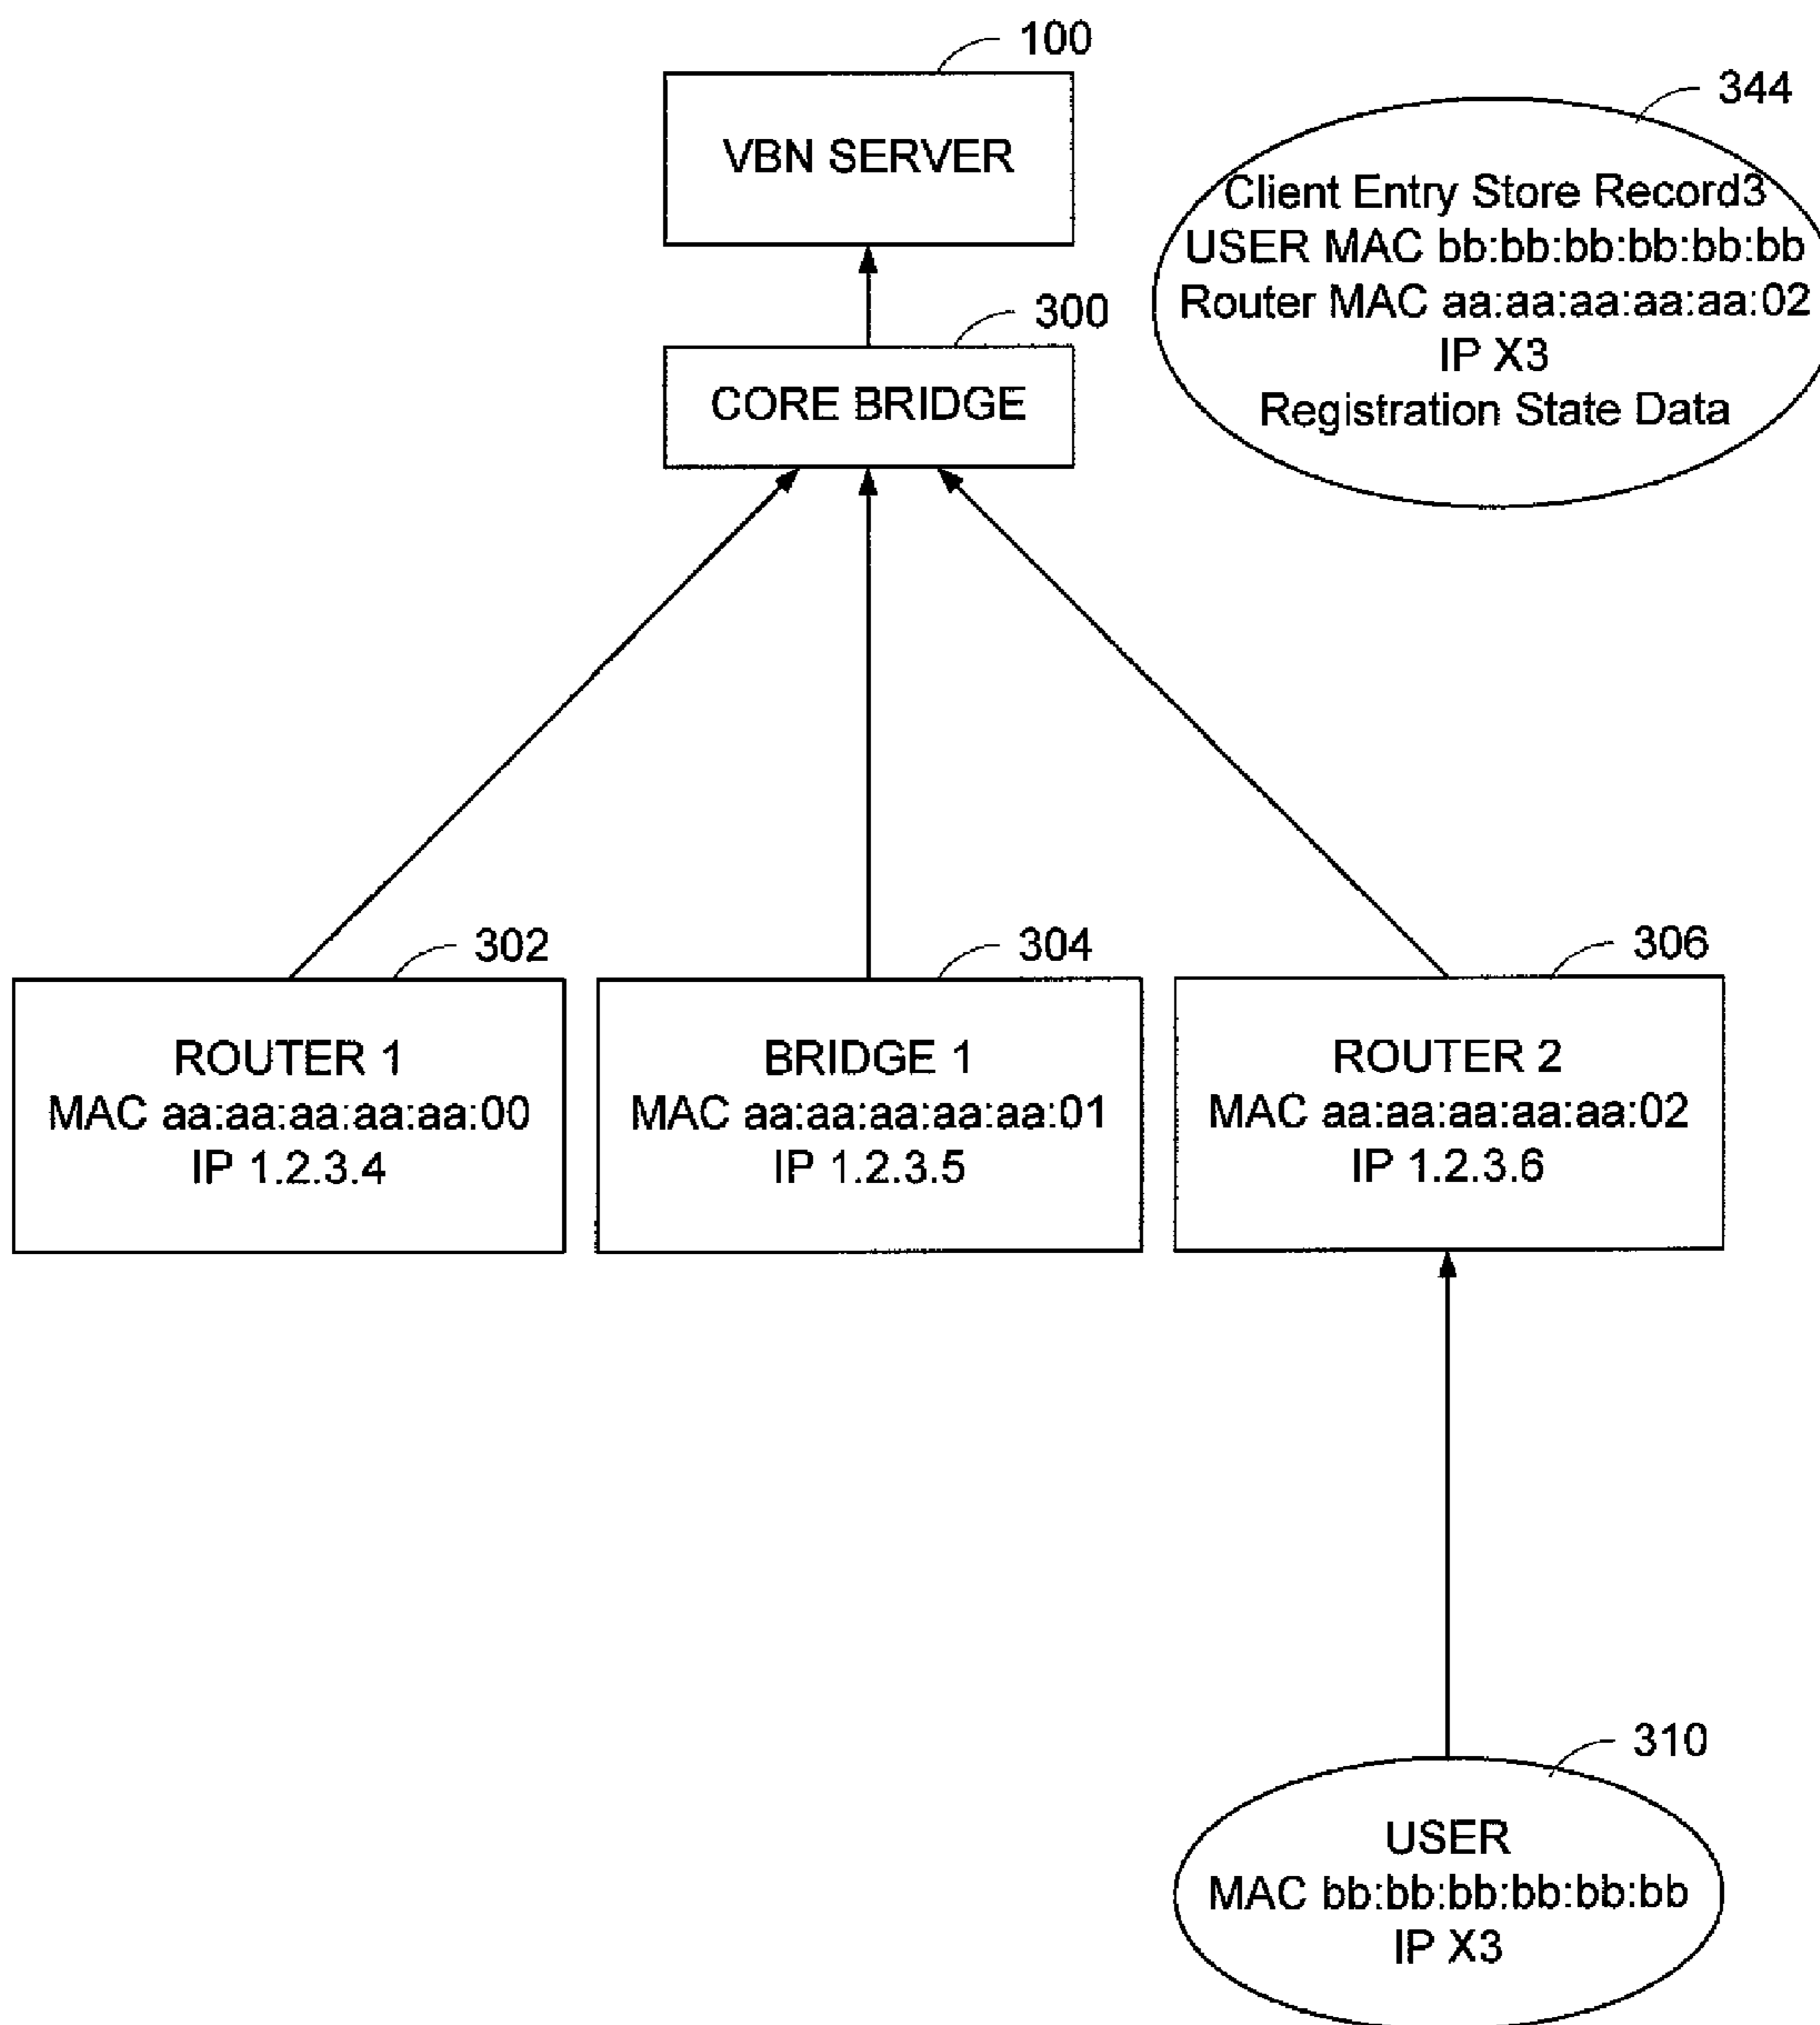 100
VBN SERVER
344
Client Entry Store Record3
USER MAC bb:bb:bb:bb:bb:bb
Router MAC aa:aa:aa:aa:aa:02
IP X3
Registration State Data
300
CORE BRIDGE
302
ROUTER 1
MAC aa:aa:aa:aa:aa:00
IP 1.2.3.4
304
BRIDGE 1
MAC aa:aa:aa:aa:aa:01
IP 1.2.3.5
306
ROUTER 2
MAC aa:aa:aa:aa:aa:02
IP 1.2.3.6
310
USER
MAC bb:bb:bb:bb:bb:bb
IP X3